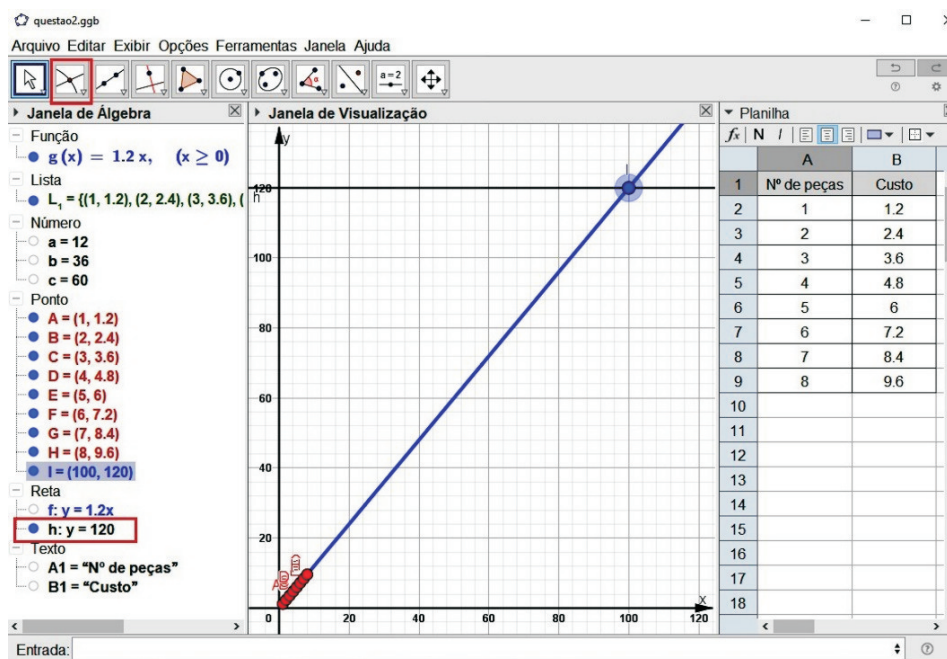 questao2.ggb
Arquivo Editar Exibir Opções Ferramentas Janela Ajuda
a=2
Janela de Álgebra
Função
g (x) = 1.2 x, (x ≥ 0)
Lista
L₁ = {(1, 1.2), (2, 2.4), (3, 3.6), (
Número
a = 12
b = 36
c = 60
Ponto
A = (1, 1.2)
B = (2, 2.4)
C = (3, 3.6)
D = (4, 4.8)
E = (5, 6)
F = (6, 7.2)
G = (7, 8.4)
H = (8, 9.6)
I = (100, 120)
Reta
f: y = 1.2x
h: y = 120
Texto
A1 = “Nº de peças”
B1 = “Custo”
Janela de Visualização
y
I
120
h
100
80
60
40
20
A
0 20 40 60 80 100 120
x
Planilha
fx N I
A B
1 Nº de peças Custo
2 1 1.2
3 2 2.4
4 3 3.6
5 4 4.8
6 5 6
7 6 7.2
8 7 8.4
9 8 9.6
10
11
12
13
14
15
16
17
18
Entrada: